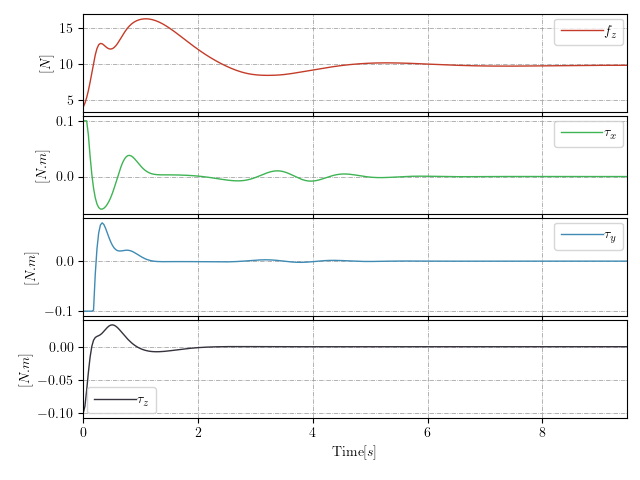 15
10
5
[N]
f_z
0.1
0.0
[N.m]
τ_x
0.0
−0.1
[N.m]
τ_y
0.00
−0.05
−0.10
[N.m]
τ_z
0 2 4 6 8
Time[s]